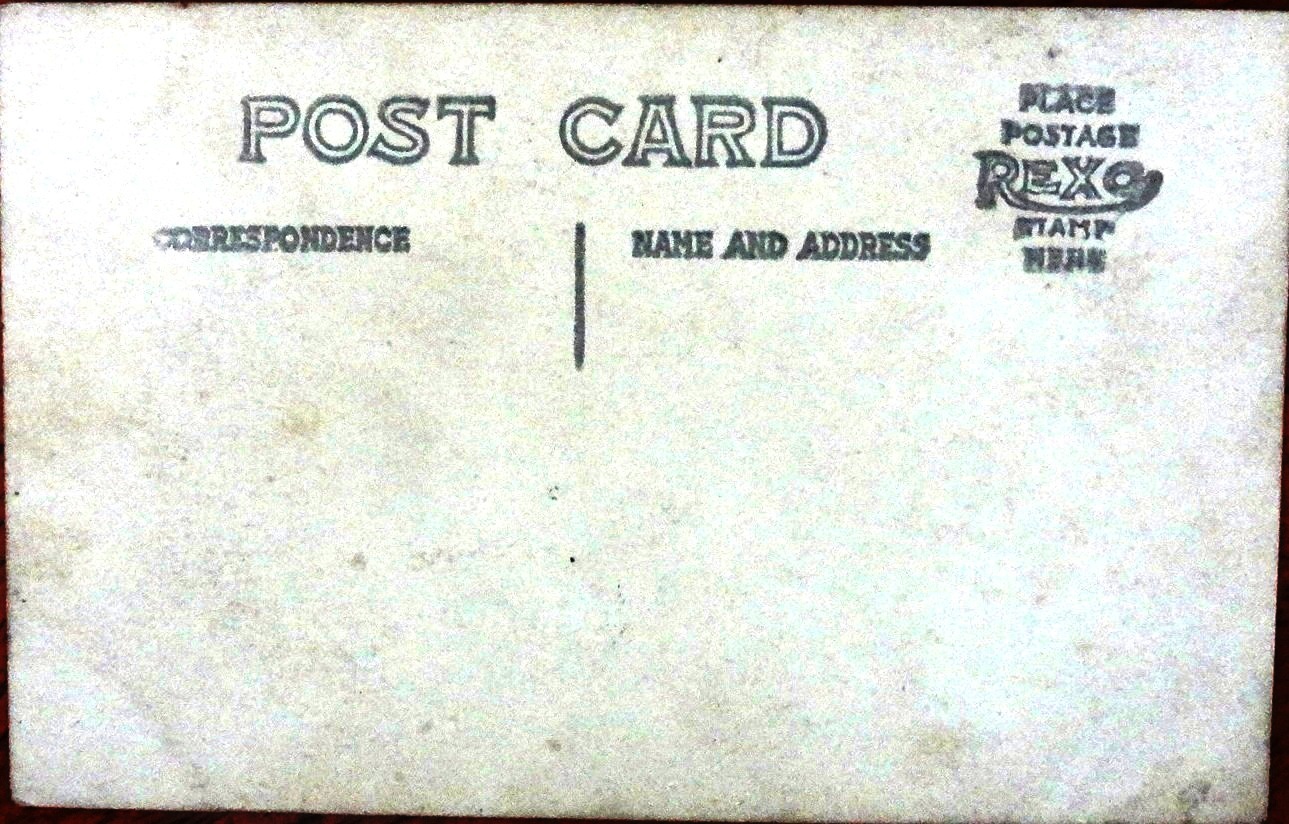 POST CARD
CORRESPONDENCE
NAME AND ADDRESS
PLACE
POSTAGE
REXO
STAMP
HERE